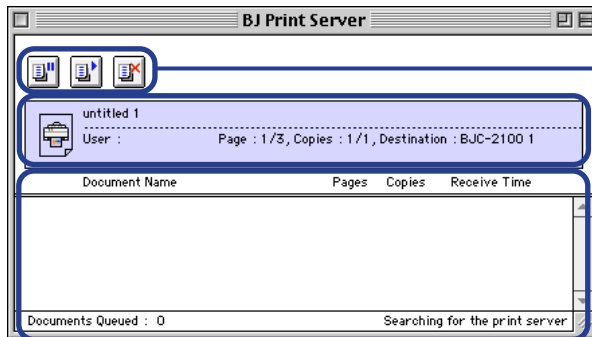 BJ Print Server
untitled 1
User : Page : 1/3, Copies : 1/1, Destination : BJC-2100 1
Document Name Pages Copies Receive Time
Documents Queued : 0 Searching for the print server